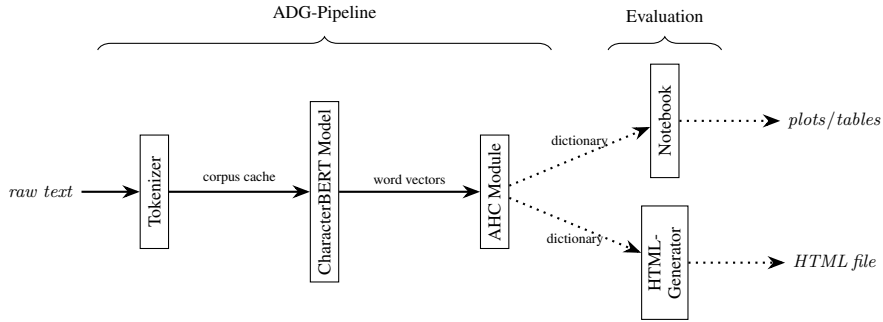 ADG-Pipeline
Evaluation
raw text
Tokenizer
corpus cache
CharacterBERT Model
word vectors
AHC Module
dictionary
dictionary
Notebook
plots/tables
HTML-
Generator
HTML file